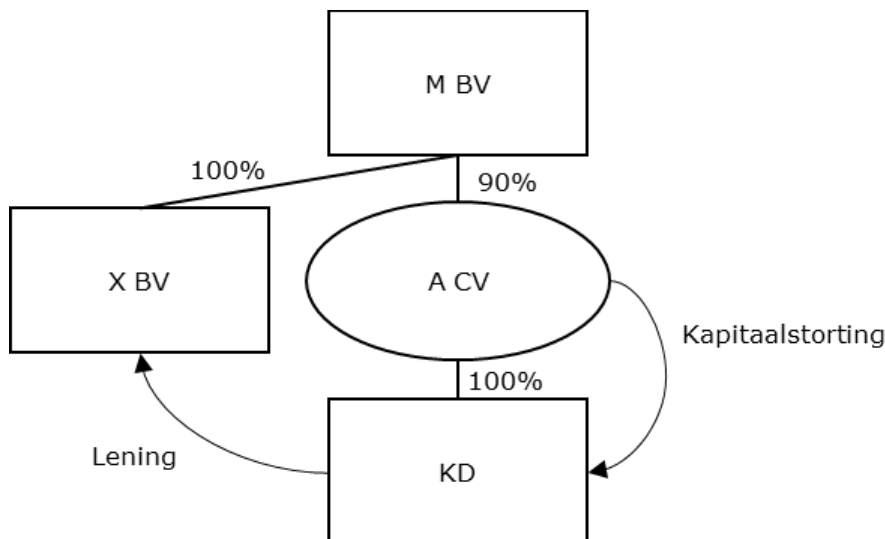 M BV
100%
90%
X BV
A CV
Kapitaalstorting
100%
Lening
KD